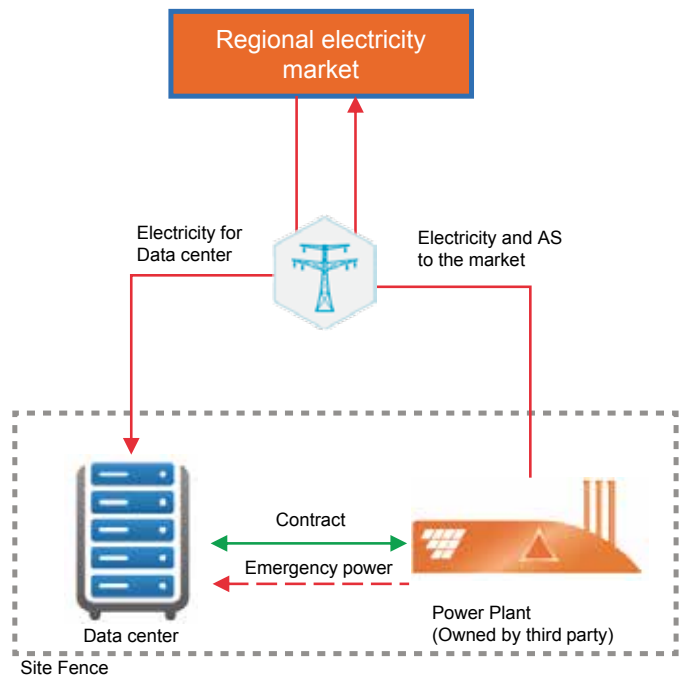 Regional electricity
market
Electricity for
Data center
Electricity and AS
to the market
Contract
Emergency power
Data center
Power Plant
(Owned by third party)
Site Fence